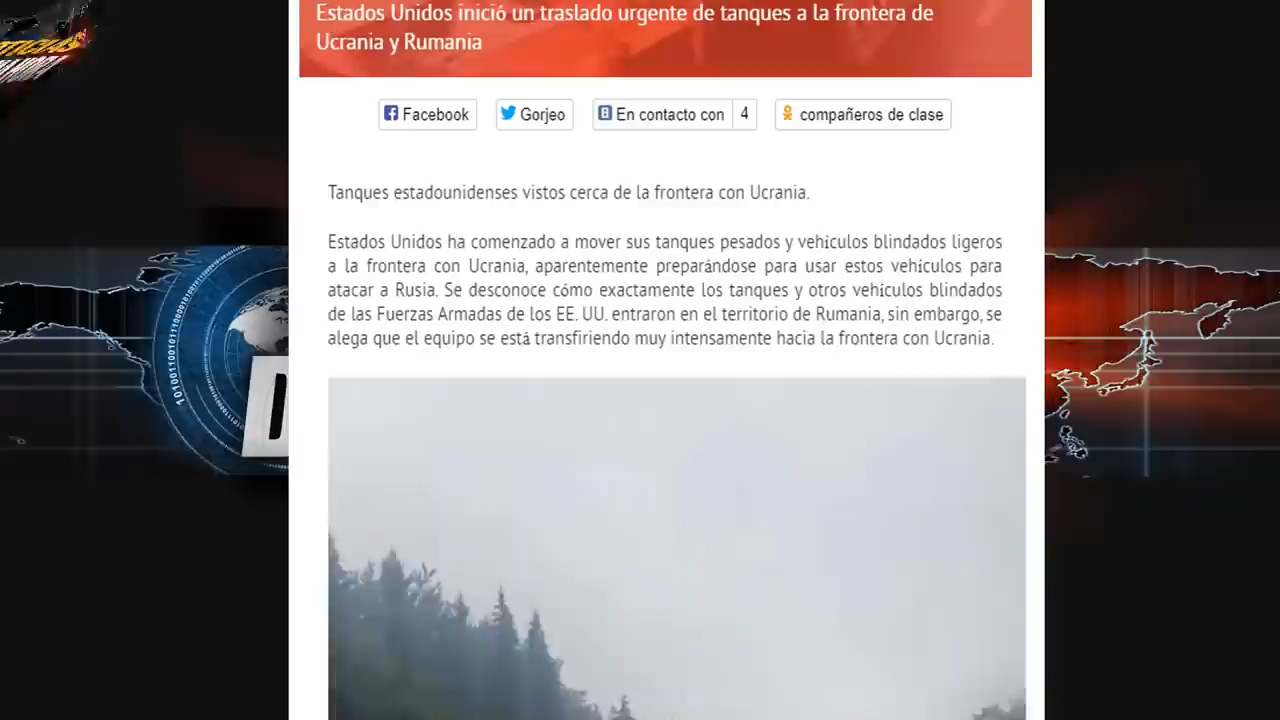 Estados Unidos inició un traslado urgente de tanques a la frontera de
Ucrania y Rumania
NOTICIAS
Facebook
Gorjeo
En contacto con 4
compañeros de clase
Tanques estadounidenses vistos cerca de la frontera con Ucrania.
Estados Unidos ha comenzado a mover sus tanques pesados y vehículos blindados ligeros
a la frontera con Ucrania, aparentemente preparándose para usar estos vehículos para
atacar a Rusia. Se desconoce cómo exactamente los tanques y otros vehículos blindados
de las Fuerzas Armadas de los EE. UU. entraron en el territorio de Rumania, sin embargo, se
alega que el equipo se está transfiriendo muy intensamente hacia la frontera con Ucrania.